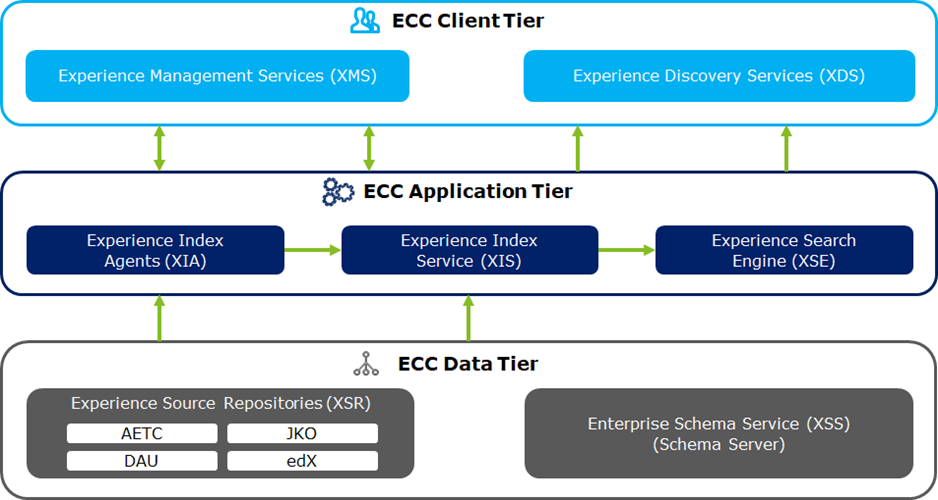 ECC Client Tier
Experience Management Services (XMS)
Experience Discovery Services (XDS)
ECC Application Tier
Experience Index
Agents (XIA)
Experience Index
Service (XIS)
Experience Search
Engine (XSE)
ECC Data Tier
Experience Source Repositories (XSR)
AETC
JKO
DAU
edX
Enterprise Schema Service (XSS)
(Schema Server)